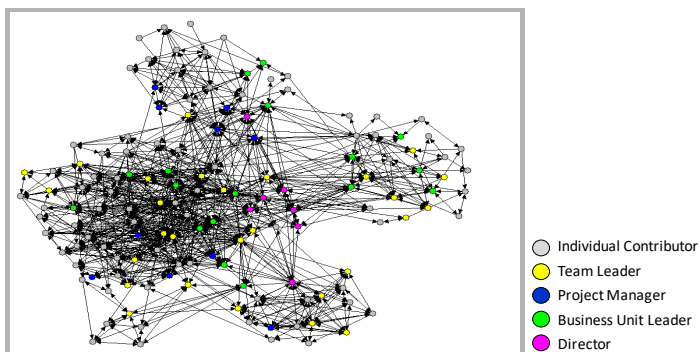 Individual Contributor
Team Leader
Project Manager
Business Unit Leader
Director